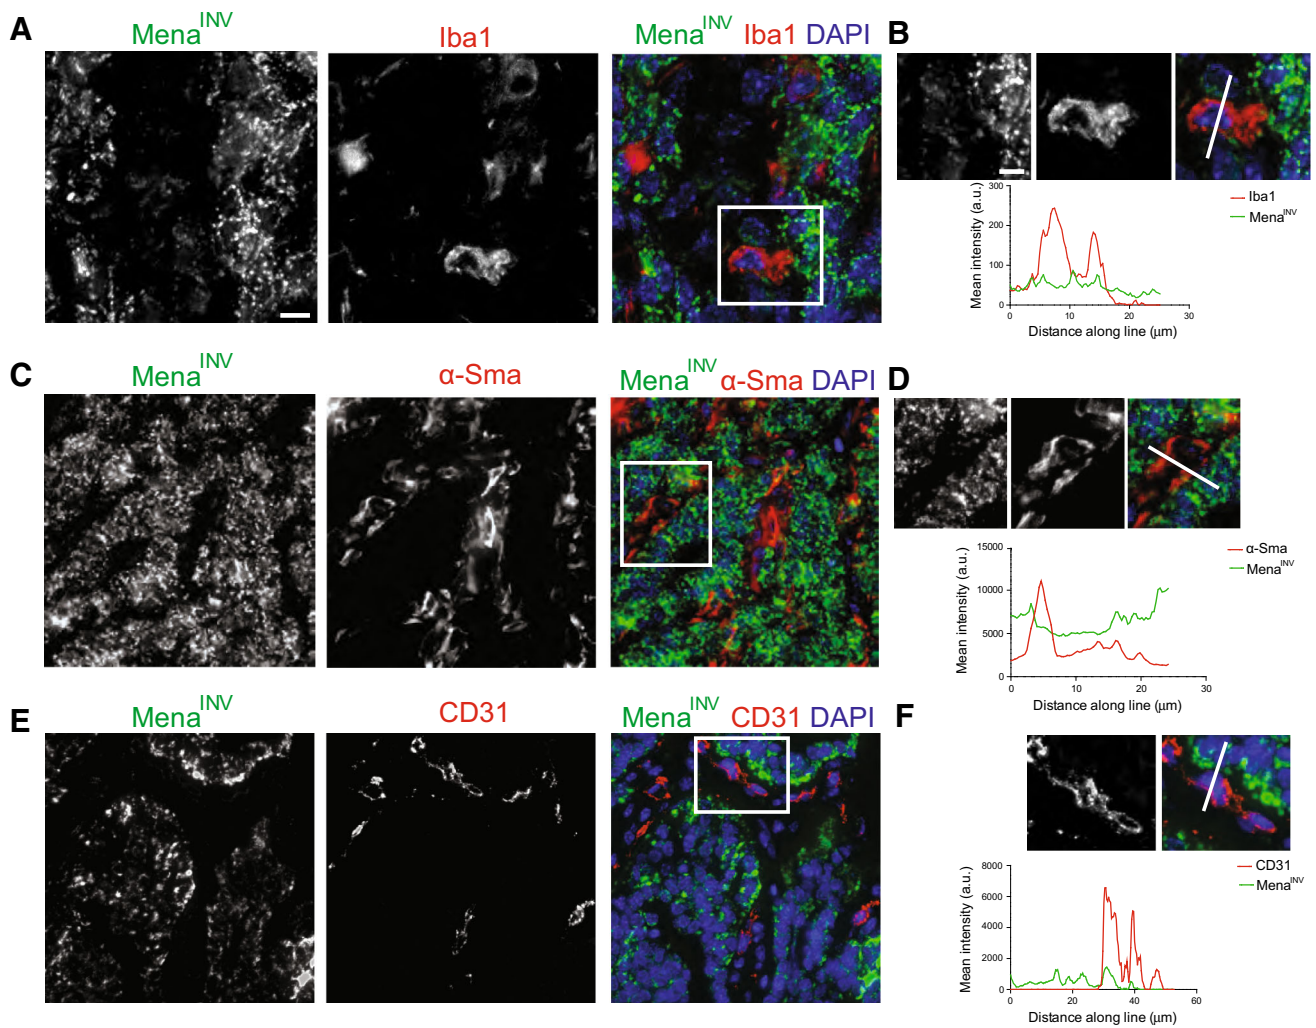 A
Mena^INV
Iba1
Mena^INV Iba1 DAPI
B
300
200
100
0
Mean intensity (a.u.)
0 10 20 30
Distance along line (μm)
Iba1
Mena^INV
C
Mena^INV
α-Sma
Mena^INV α-Sma DAPI
D
15000
10000
5000
0
Mean intensity (a.u.)
0 10 20 30
Distance along line (μm)
α-Sma
Mena^INV
E
Mena^INV
CD31
Mena^INV CD31 DAPI
F
8000
6000
4000
2000
0
Mean intensity (a.u.)
0 20 40 60
Distance along line (μm)
CD31
Mena^INV